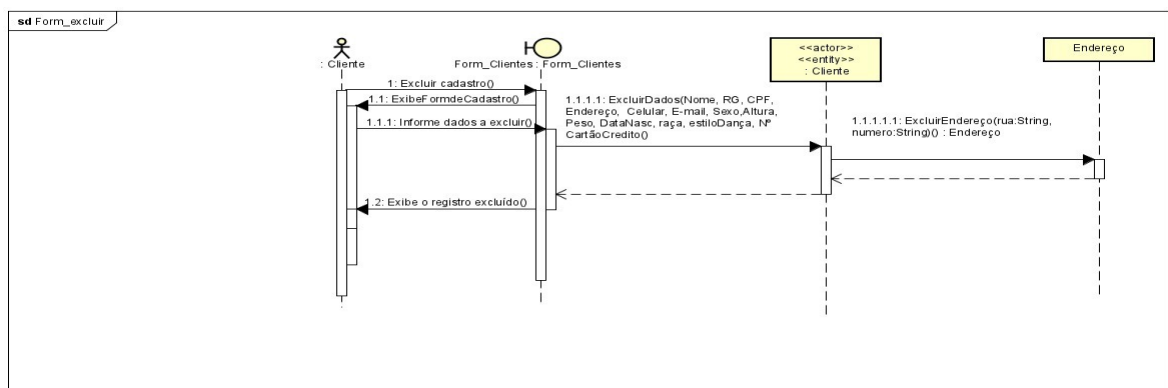 sd Form_excluir
: Cliente
Form_Clientes : Form_Clientes
<<actor>>
<<entity>>
: Cliente
Endereço
1: Excluir cadastro()
1.1: ExibeFormdeCadastro()
1.1.1: Informe dados a excluir()
1.1.1.1: ExcluirDados(Nome, RG, CPF,
Endereço, Celular, E-mail, Sexo,Altura,
Peso, DataNasc, raça, estiloDança, Nº
CartãoCredito()
1.1.1.1.1: ExcluirEndereço(rua:String,
numero:String)() : Endereço
1.2: Exibe o registro excluído()